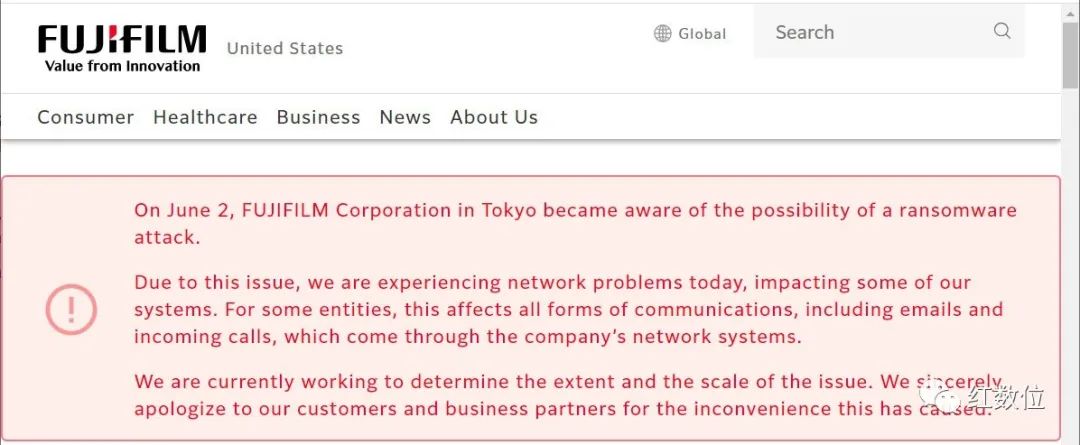 FUJIFILM
Value from Innovation
United States
Global
Search
Consumer Healthcare Business News About Us
On June 2, FUJIFILM Corporation in Tokyo became aware of the possibility of a ransomware
attack.
Due to this issue, we are experiencing network problems today, impacting some of our
systems. For some entities, this affects all forms of communications, including emails and
incoming calls, which come through the company's network systems.
We are currently working to determine the extent and the scale of the issue. We sincerely
apologize to our customers and business partners for the inconvenience this has caused.
红数位